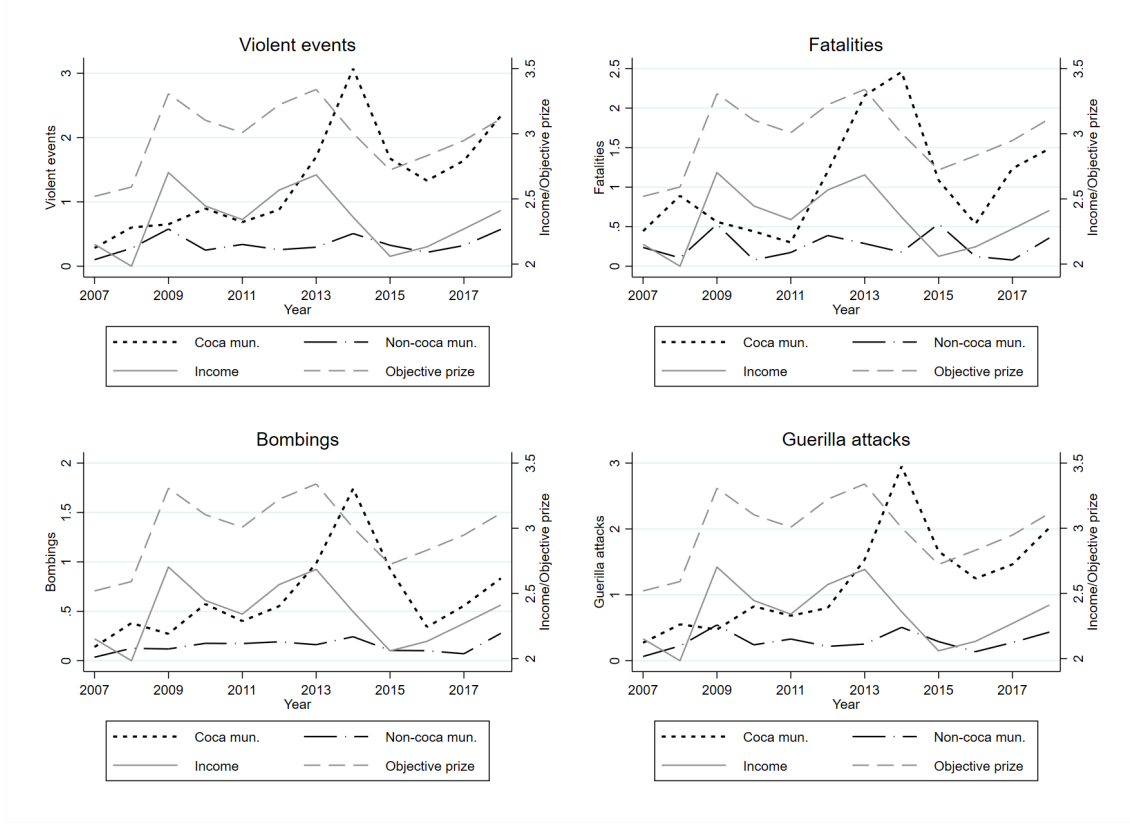 Violent events
Violent events
0 1 2 3
2 2.5 3 3.5
Income/Objective prize
2007 2009 2011 2013 2015 2017
Year
Coca mun. Non-coca mun.
Income Objective prize
Fatalities
Fatalities
0 .5 1 1.5 2 2.5
2 2.5 3 3.5
Income/Objective prize
2007 2009 2011 2013 2015 2017
Year
Coca mun. Non-coca mun.
Income Objective prize
Bombings
Bombings
0 .5 1 1.5 2
2 2.5 3 3.5
Income/Objective prize
2007 2009 2011 2013 2015 2017
Year
Coca mun. Non-coca mun.
Income Objective prize
Guerilla attacks
Guerilla attacks
0 1 2 3
2 2.5 3 3.5
Income/Objective prize
2007 2009 2011 2013 2015 2017
Year
Coca mun. Non-coca mun.
Income Objective prize